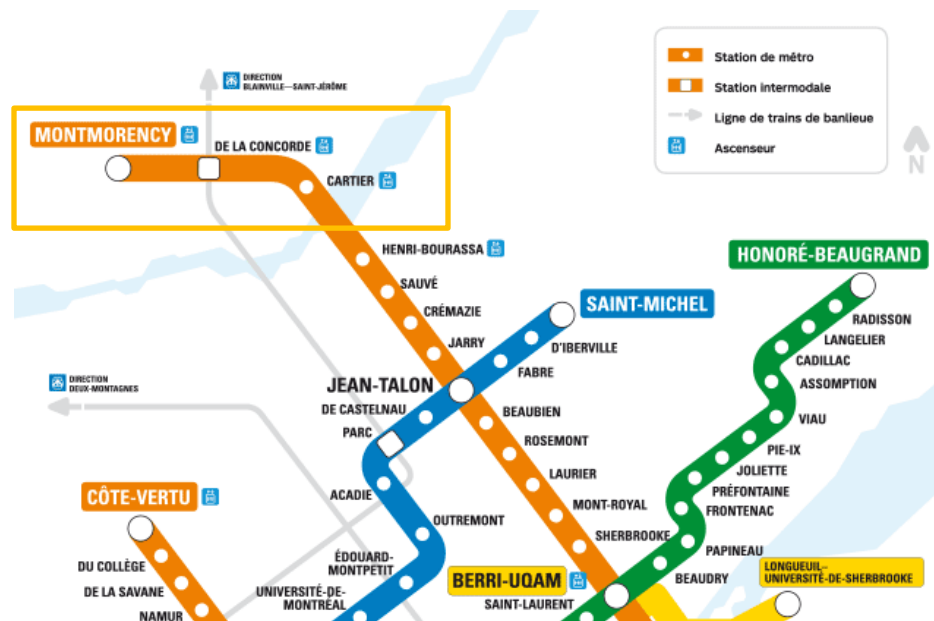 DIRECTION
BLAINVILLE—SAINT-JÉRÔME
Station de métro
Station intermodale
Ligne de trains de banlieue
Ascenseur
N
MONTMORENCY
DE LA CONCORDE
CARTIER
HENRI-BOURASSA
SAUVÉ
CRÉMAZIE
JARRY
HONORÉ-BEAUGRAND
SAINT-MICHEL
RADISSON
LANGELIER
CADILLAC
ASSOMPTION
VIAU
PIE-IX
JOLIETTE
PRÉFONTAINE
FRONTENAC
PAPINEAU
BEAUDRY
D'IBERVILLE
FABRE
JEAN-TALON
DE CASTELNAU
PARC
ACADIE
OUTREMONT
ÉDOUARD-
MONTPETIT
UNIVERSITÉ-DE-
MONTRÉAL
DIRECTION
DEUX-MONTAGNES
BEAUBIEN
ROSEMONT
LAURIER
MONT-ROYAL
SHERBROOKE
BERRI-UQAM
SAINT-LAURENT
LONGUEUIL–
UNIVERSITÉ-DE-SHERBROOKE
CÔTE-VERTU
DU COLLÈGE
DE LA SAVANE
NAMUR